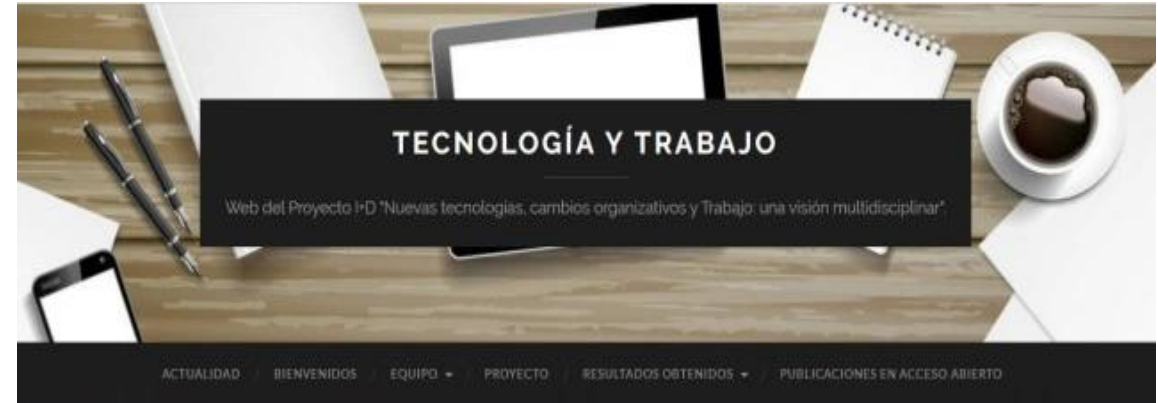 TECNOLOGÍA Y TRABAJO
Web del Proyecto I+D "Nuevas tecnologías, cambios organizativos y Trabajo: una visión multidisciplinar".
ACTUALIDAD / BIENVENIDOS / EQUIPO / PROYECTO / RESULTADOS OBTENIDOS / PUBLICACIONES EN ACCESO ABIERTO